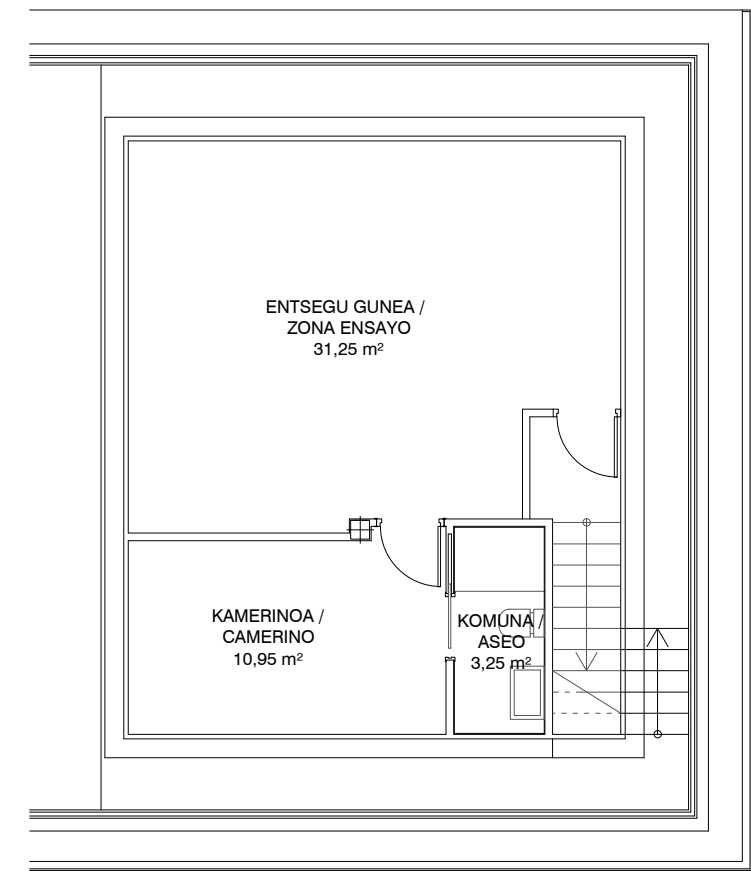 ENTSEGU GUNEA /
ZONA ENSAYO
31,25 m²
KAMERINOA /
CAMERINO
10,95 m²
KOMUNA /
ASEO
3,25 m²